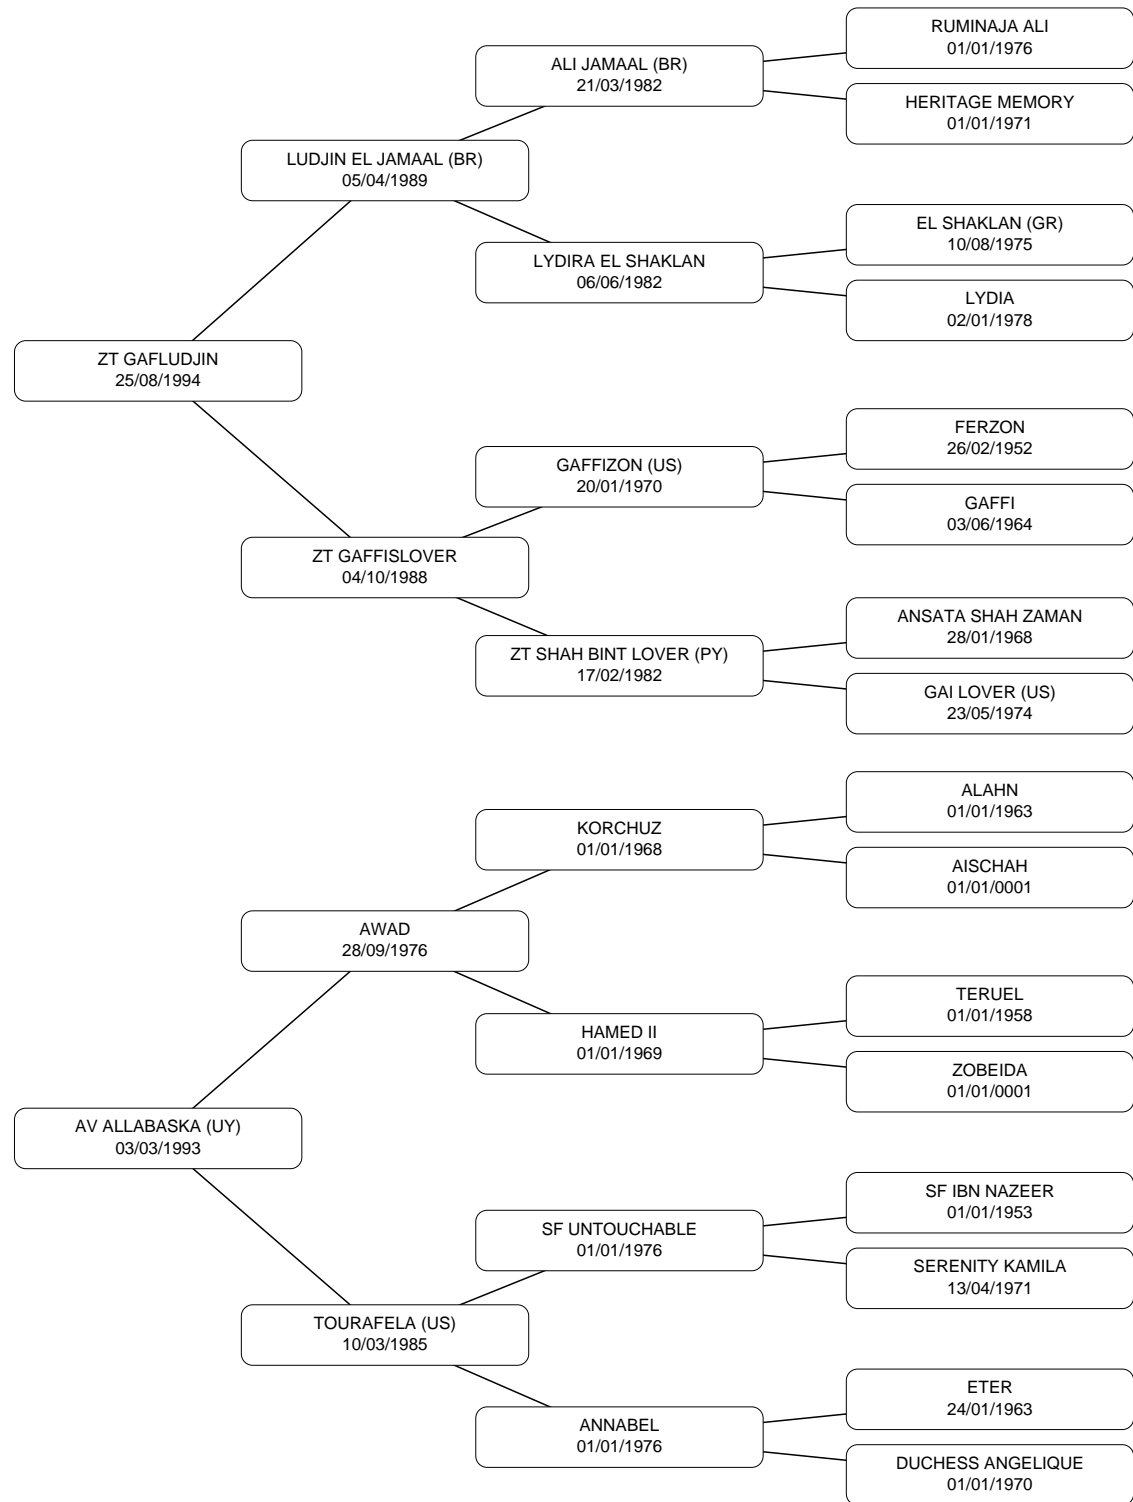 RUMINAJA ALI
01/01/1976
ALI JAMAAL (BR)
21/03/1982
HERITAGE MEMORY
01/01/1971
LUDJIN EL JAMAAL (BR)
05/04/1989
EL SHAKLAN (GR)
10/08/1975
LYDIRA EL SHAKLAN
06/06/1982
LYDIA
02/01/1978
ZT GAFLUDJIN
25/08/1994
FERZON
26/02/1952
GAFFIZON (US)
20/01/1970
GAFFI
03/06/1964
ZT GAFFISLOVER
04/10/1988
ANSATA SHAH ZAMAN
28/01/1968
ZT SHAH BINT LOVER (PY)
17/02/1982
GAI LOVER (US)
23/05/1974
ALAHN
01/01/1963
KORCHUZ
01/01/1968
AISCHAH
01/01/0001
AWAD
28/09/1976
TERUEL
01/01/1958
HAMED II
01/01/1969
ZOBEIDA
01/01/0001
AV ALLABASKA (UY)
03/03/1993
SF IBN NAZEER
01/01/1953
SF UNTOUCHABLE
01/01/1976
SERENITY KAMILA
13/04/1971
TOURAFELA (US)
10/03/1985
ETER
24/01/1963
ANNABEL
01/01/1976
DUCHESS ANGELIQUE
01/01/1970